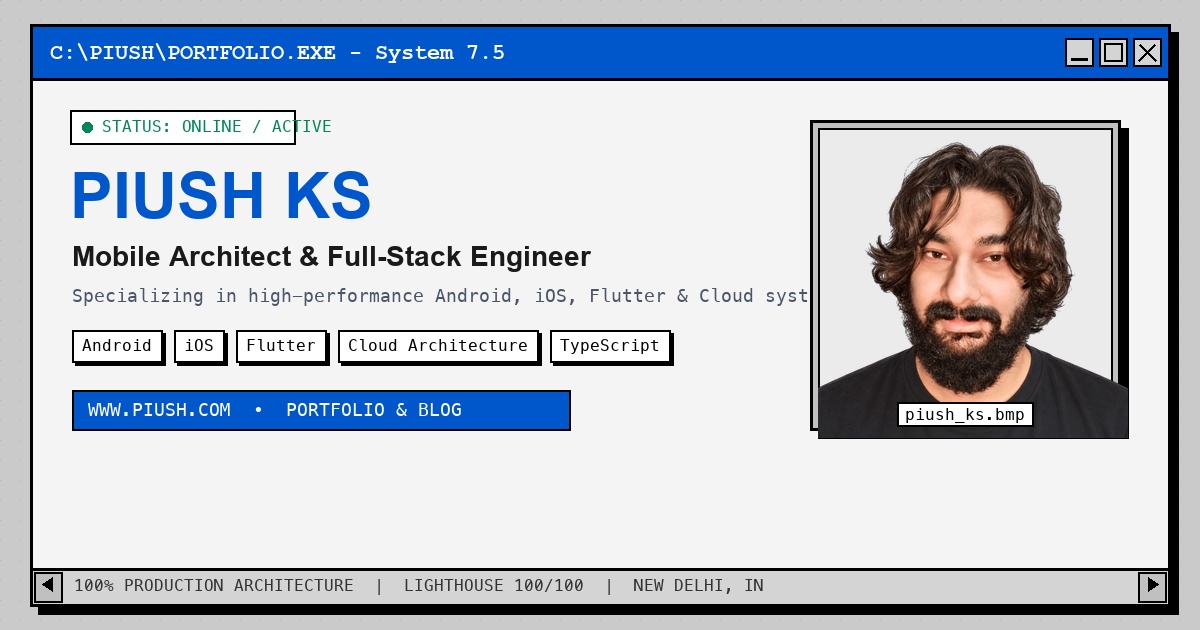 C:\PIUSH\PORTFOLIO.EXE - System 7.5
STATUS: ONLINE / ACTIVE
PIUSH KS
Mobile Architect & Full-Stack Engineer
Specializing in high-performance Android, iOS, Flutter & Cloud syst
Android iOS Flutter Cloud Architecture TypeScript
WWW.PIUSH.COM • PORTFOLIO & BLOG
piush_ks.bmp
100% PRODUCTION ARCHITECTURE | LIGHTHOUSE 100/100 | NEW DELHI, IN